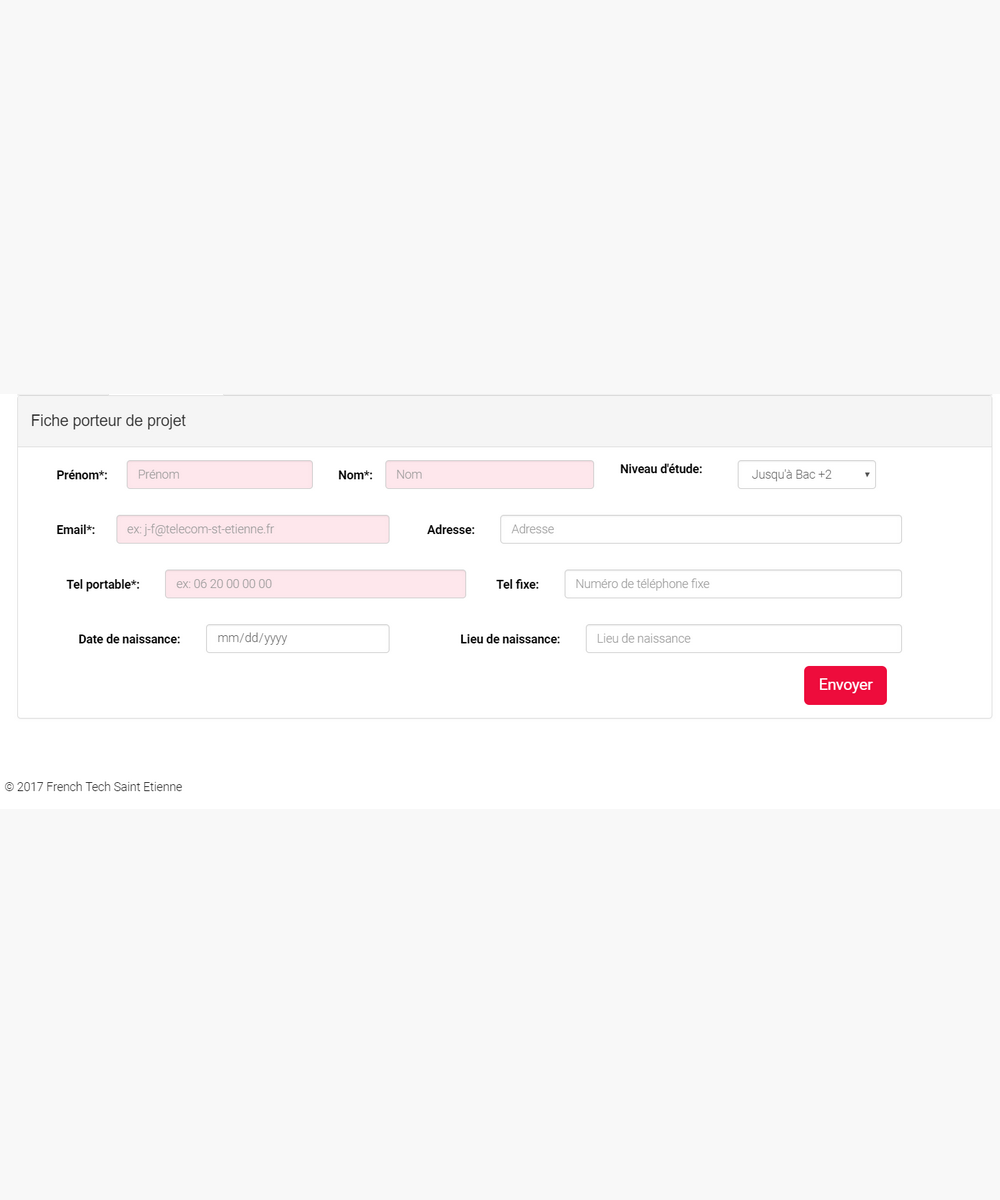 Fiche porteur de projet
Prénom*: Prénom Nom*: Nom Niveau d'étude: Jusqu'à Bac +2
Email*: ex: j-f@telecom-st-etienne.fr Adresse: Adresse
Tel portable*: ex: 06 20 00 00 00 Tel fixe: Numéro de téléphone fixe
Date de naissance: mm/dd/yyyy Lieu de naissance: Lieu de naissance
Envoyer
© 2017 French Tech Saint Etienne